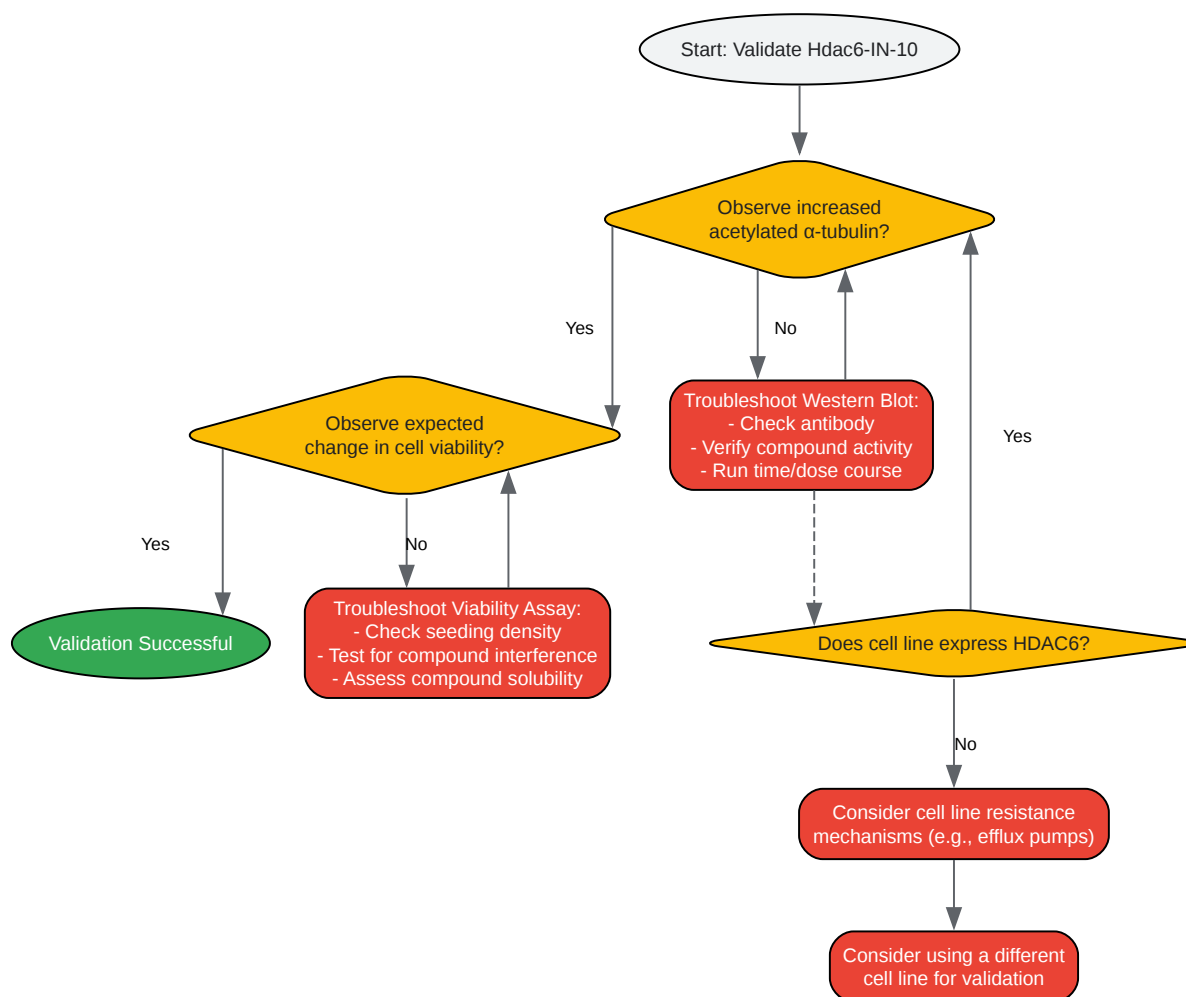 Start: Validate Hdac6-IN-10
Observe increased
acetylated α-tubulin?
Yes
No
Observe expected
change in cell viability?
Troubleshoot Western Blot:
- Check antibody
- Verify compound activity
- Run time/dose course
Yes
Yes
No
Validation Successful
Troubleshoot Viability Assay:
- Check seeding density
- Test for compound interference
- Assess compound solubility
Does cell line express HDAC6?
No
Consider cell line resistance
mechanisms (e.g., efflux pumps)
Consider using a different
cell line for validation